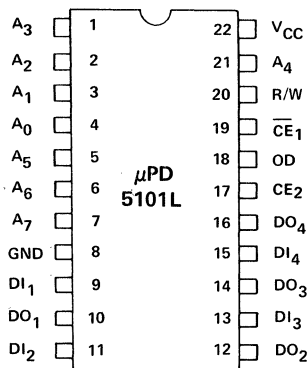 A3 1 22 VCC
A2 2 21 A4
A1 3 20 R/W
A0 4 19 CE1
A5 5 18 OD
A6 6 μPD 17 CE2
5101L
A7 7 16 DO4
GND 8 15 DI4
DI1 9 14 DO3
DO1 10 13 DI3
DI2 11 12 DO2